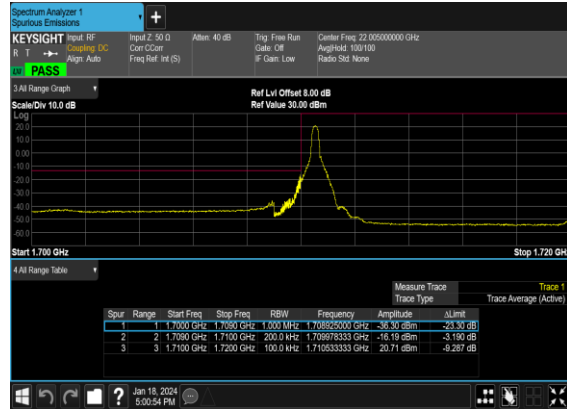 Spectrum Analyzer 1
Spurious Emissions
KEYSIGHT Input: RF Input Z: 50 Ω Atten: 40 dB Trig: Free Run Center Freq: 22.005000000 GHz
R T Coupling: DC Corr CCorr Gate: Off Avg|Hold: 100/100
Align: Auto Freq Ref: Int (S) IF Gain: Low Radio Std: None
PASS
3 All Range Graph
Ref Lvl Offset 8.00 dB
Scale/Div 10.0 dB Ref Value 30.00 dBm
Log
20.0
10.0
0.00
-10.0
-20.0
-30.0
-40.0
-50.0
-60.0
Start 1.700 GHz Stop 1.720 GH
4 All Range Table
Measure Trace Trace 1
Trace Type Trace Average (Active)
Spur Range Start Freq Stop Freq RBW Frequency Amplitude ΔLimit
1 1 1.7000 GHz 1.7090 GHz 1.000 MHz 1.708925000 GHz -36.30 dBm -23.30 dB
2 2 1.7090 GHz 1.7100 GHz 200.0 kHz 1.709978333 GHz -16.19 dBm -3.190 dB
3 3 1.7100 GHz 1.7200 GHz 100.0 kHz 1.710533333 GHz 20.71 dBm -9.287 dB
Jan 18, 2024
5:00:54 PM